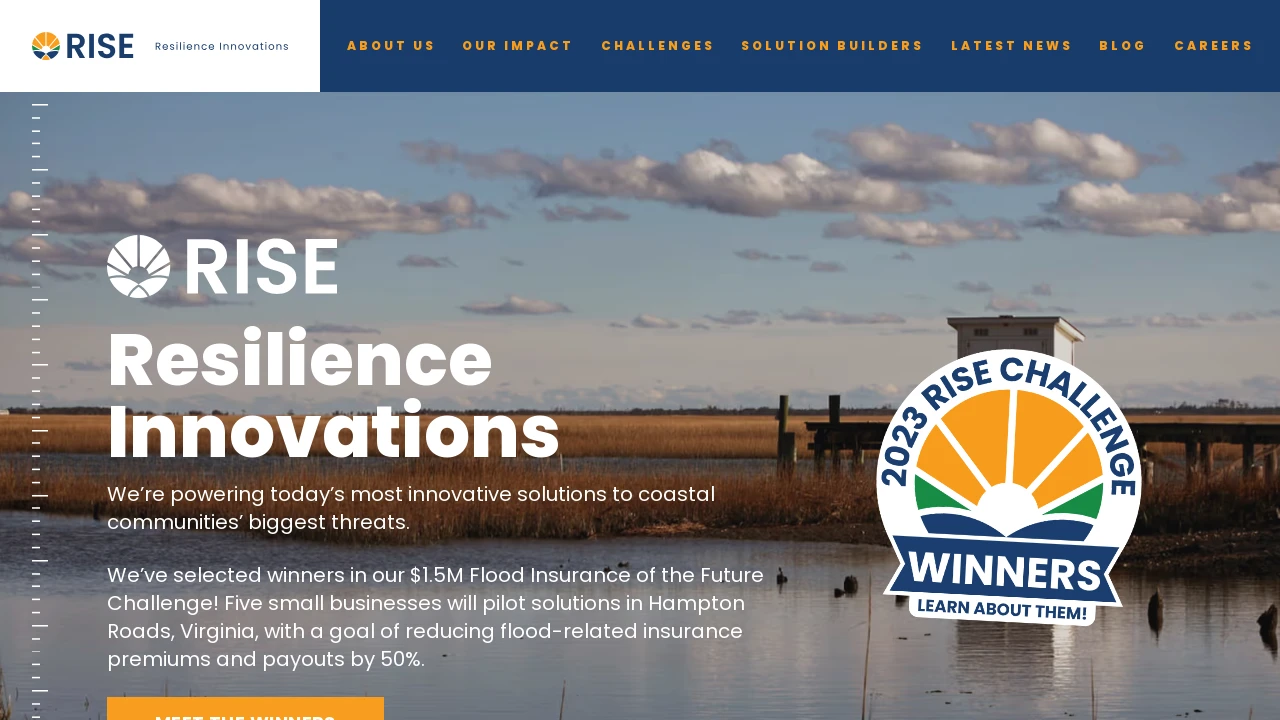 RISE Resilience Innovations
ABOUT US OUR IMPACT CHALLENGES SOLUTION BUILDERS LATEST NEWS BLOG CAREERS
RISE
Resilience
Innovations
We're powering today's most innovative solutions to coastal
communities' biggest threats.
We've selected winners in our $1.5M Flood Insurance of the Future
Challenge! Five small businesses will pilot solutions in Hampton
Roads, Virginia, with a goal of reducing flood-related insurance
premiums and payouts by 50%.
MEET THE WINNERS
2023 RISE CHALLENGE
WINNERS
LEARN ABOUT THEM!